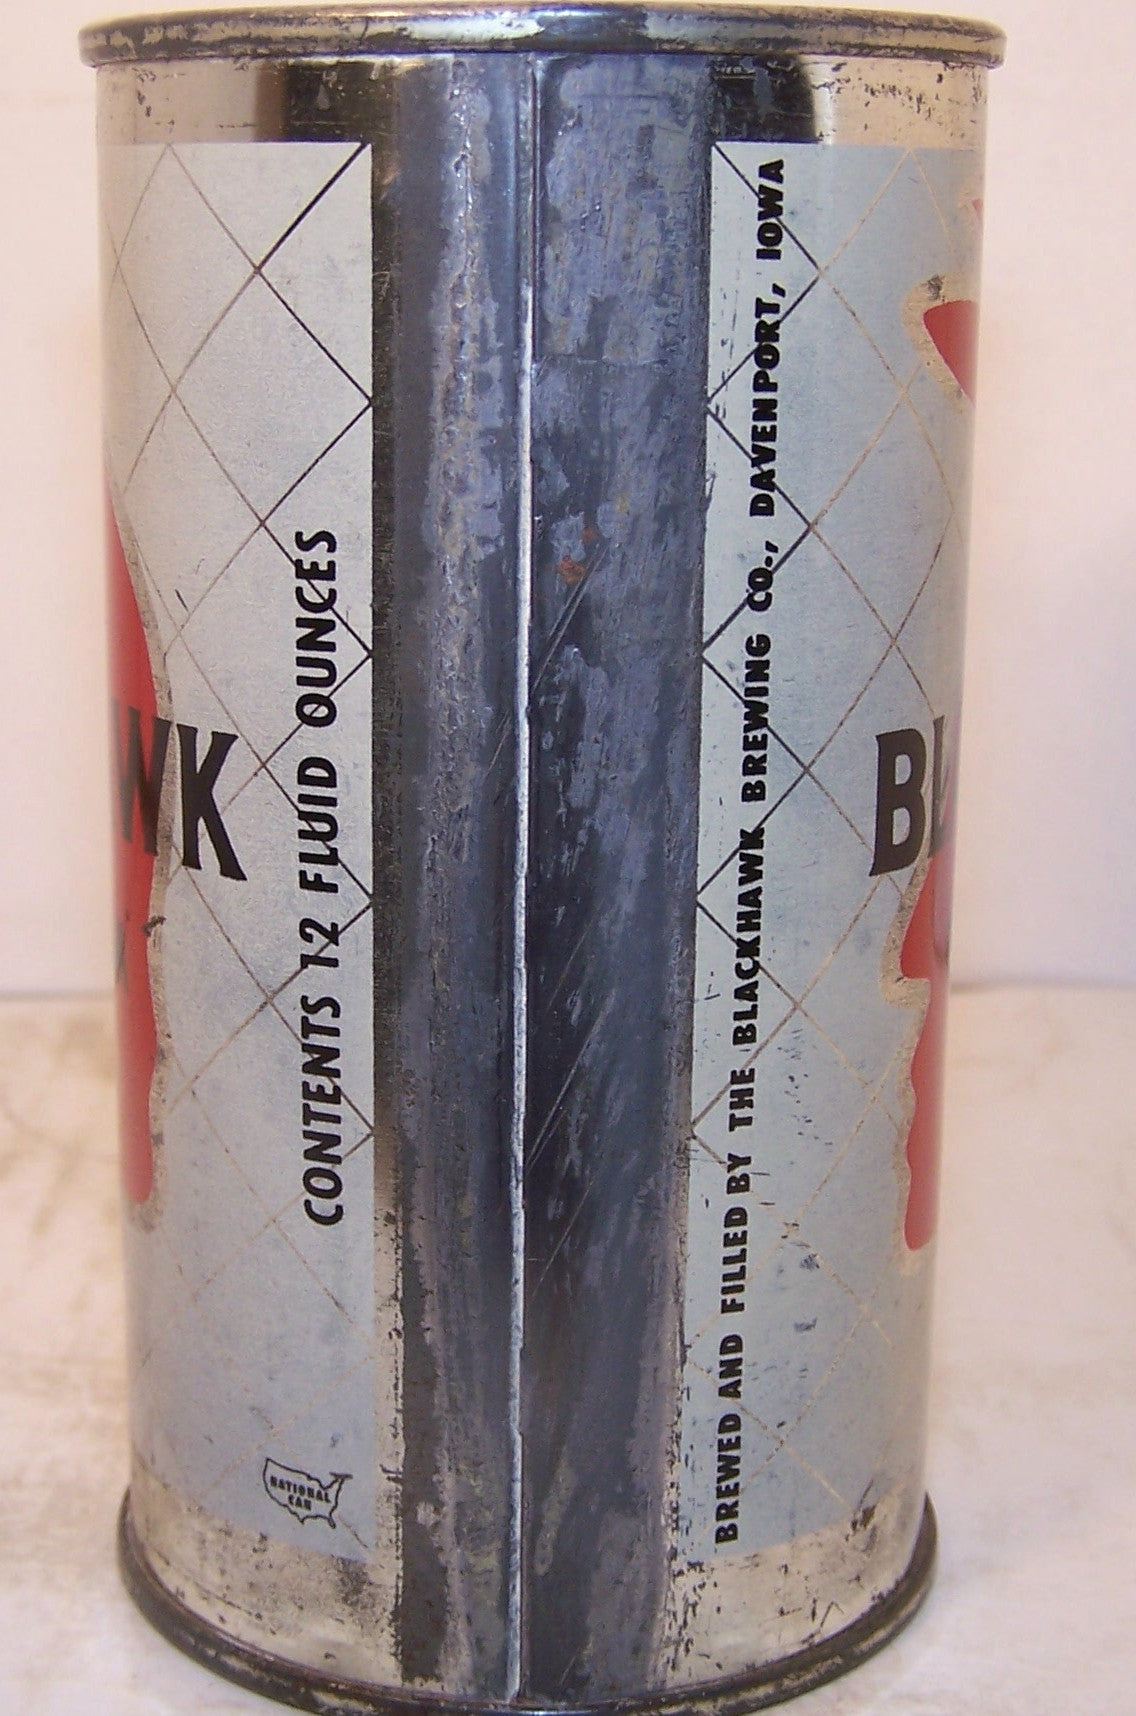 WK
CONTENTS 12 FLUID OUNCES
NATIONAL
CAN
BREWED AND FILLED BY THE BLACKHAWK BREWING CO., DAVENPORT, IOWA
BL